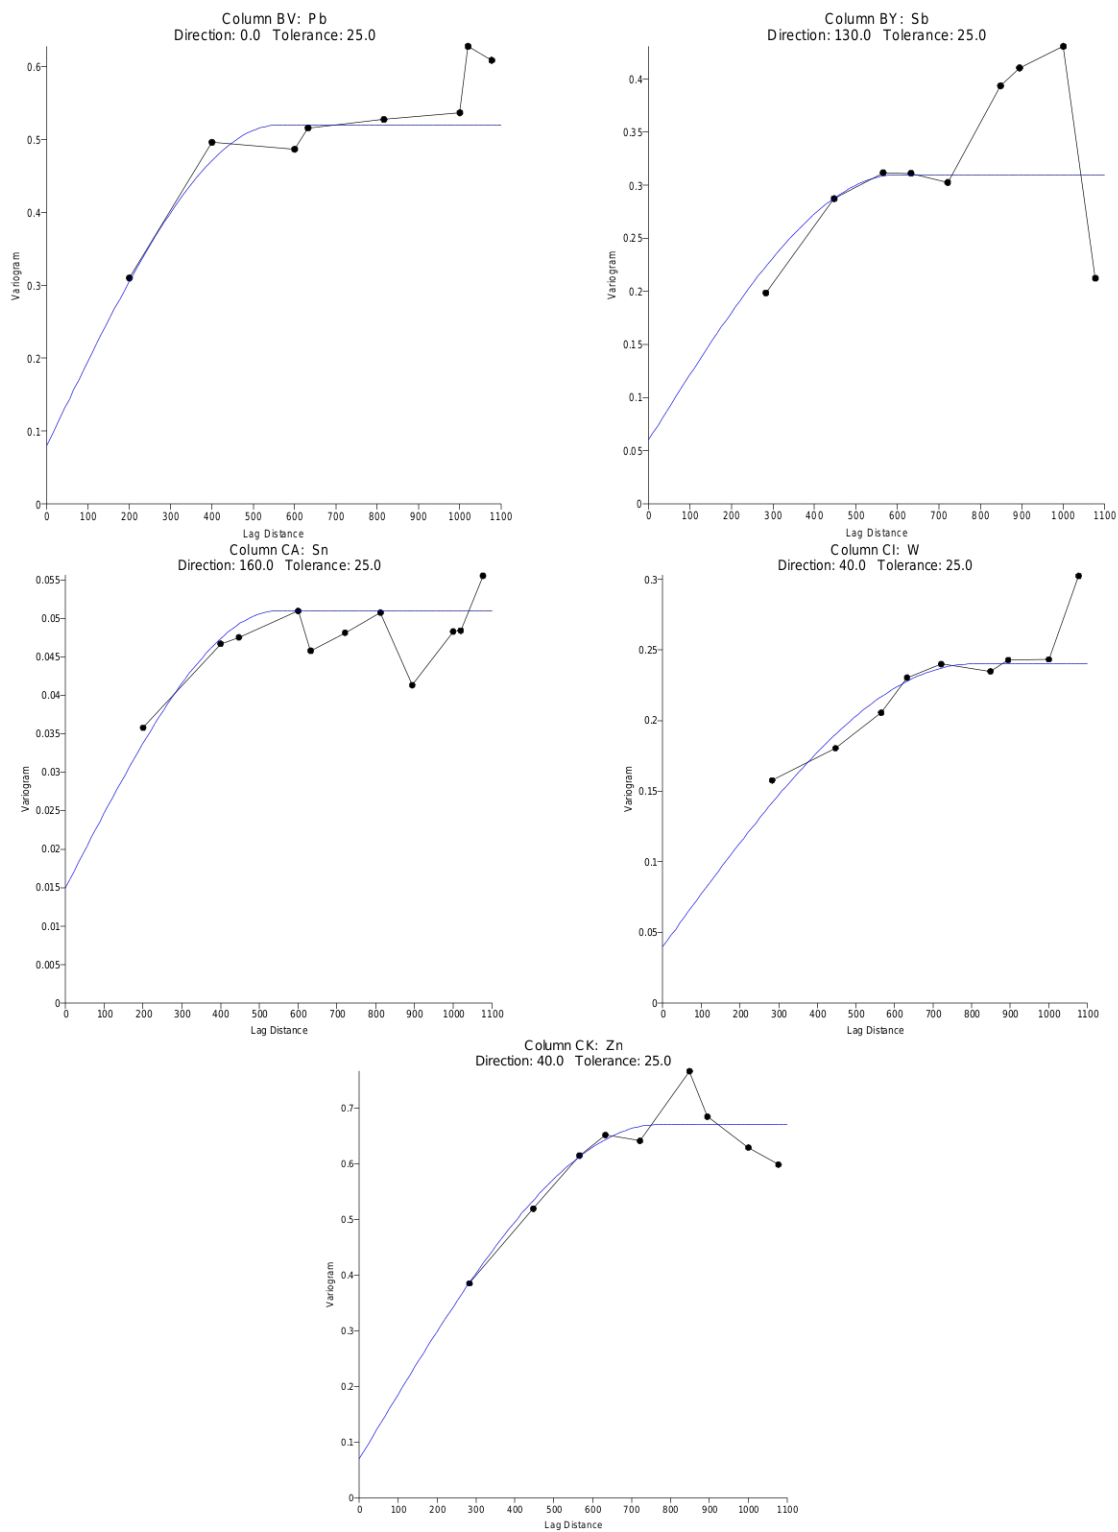 Column BV: Pb
Direction: 0.0 Tolerance: 25.0
0.6
0.5
0.4
0.3
0.2
0.1
0
Variogram
0 100 200 300 400 500 600 700 800 900 1000 1100
Lag Distance
Column BY: Sb
Direction: 130.0 Tolerance: 25.0
0.4
0.35
0.3
0.25
0.2
0.15
0.1
0.05
0
Variogram
0 100 200 300 400 500 600 700 800 900 1000 1100
Lag Distance
Column CA: Sn
Direction: 160.0 Tolerance: 25.0
0.055
0.05
0.045
0.04
0.035
0.03
0.025
0.02
0.015
0.01
0.005
0
Variogram
0 100 200 300 400 500 600 700 800 900 1000 1100
Lag Distance
Column CI: W
Direction: 40.0 Tolerance: 25.0
0.3
0.25
0.2
0.15
0.1
0.05
0
Variogram
0 100 200 300 400 500 600 700 800 900 1000 1100
Lag Distance
Column CK: Zn
Direction: 40.0 Tolerance: 25.0
0.7
0.6
0.5
0.4
0.3
0.2
0.1
0
Variogram
0 100 200 300 400 500 600 700 800 900 1000 1100
Lag Distance